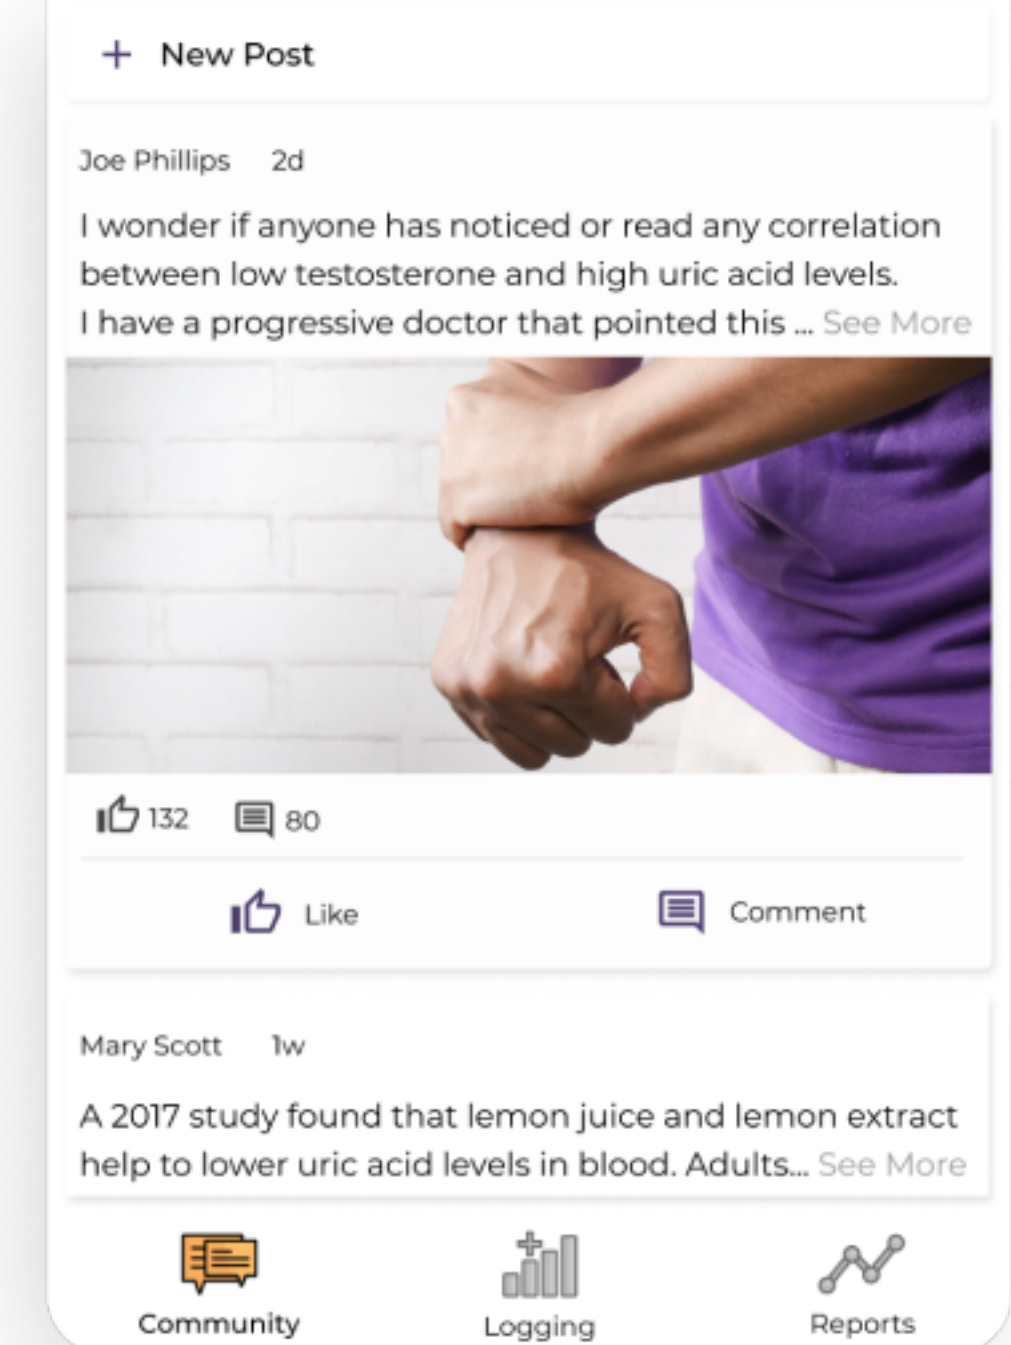 + New Post
Joe Phillips 2d
I wonder if anyone has noticed or read any correlation
between low testosterone and high uric acid levels.
I have a progressive doctor that pointed this ... See More
132 80
Like Comment
Mary Scott 1w
A 2017 study found that lemon juice and lemon extract
help to lower uric acid levels in blood. Adults... See More
Community Logging Reports